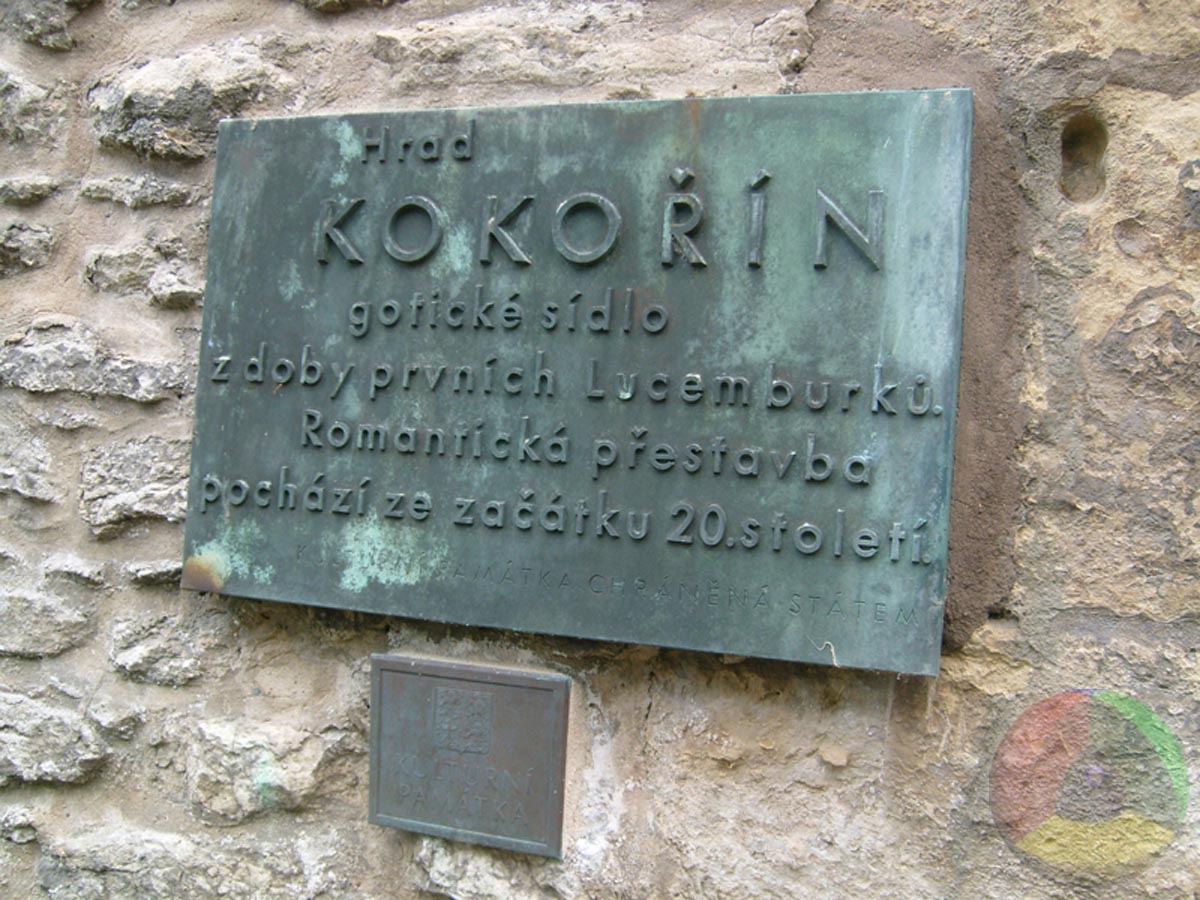 Hrad
KOKOŘÍN
gotické sídlo
z doby prvních Lucemburků.
Romantická přestavba
pochází ze začátku 20.století.
KULTURNÍ PAMÁTKA CHRÁNĚNÁ STÁTEM
KULTURNÍ
PAMÁTKA